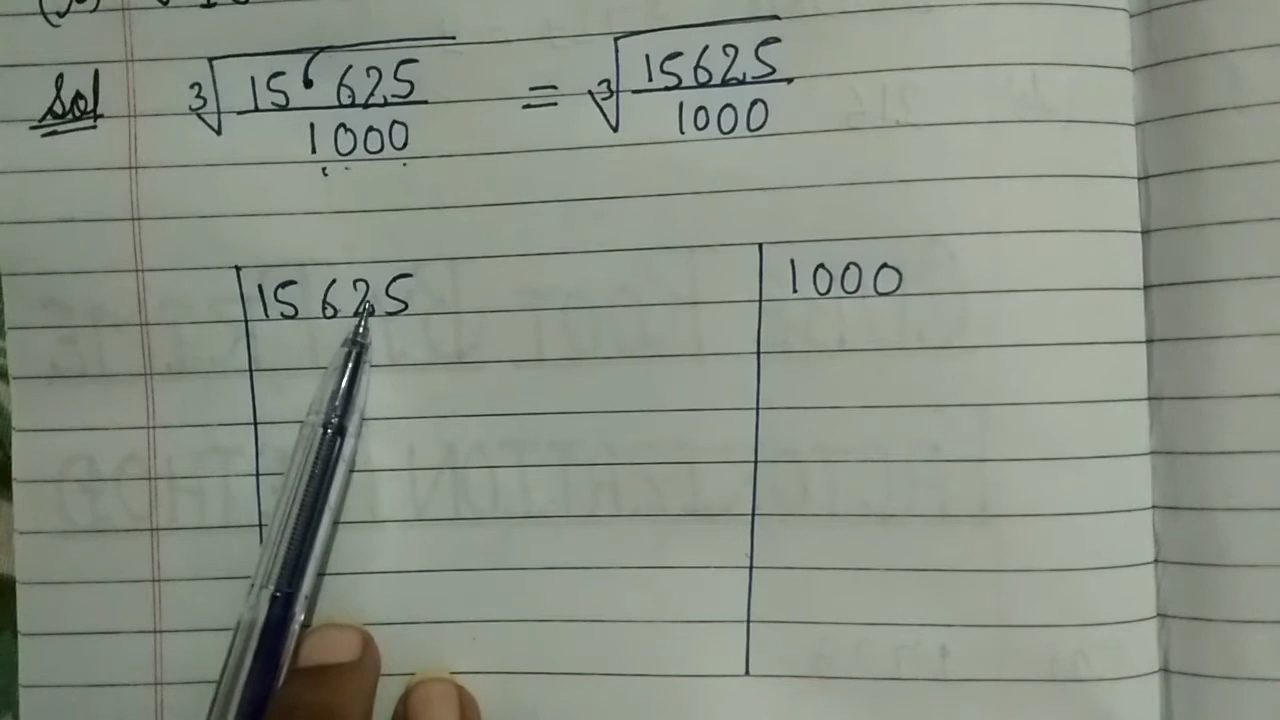 Sol ∛(15625/1000) = ∛(15625/1000)
15625 1000